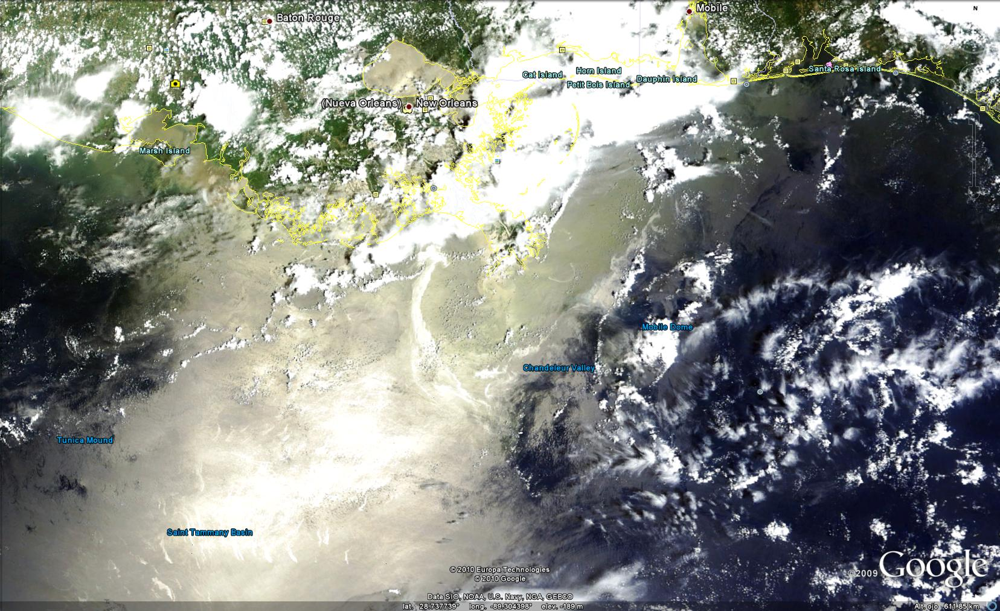 N
Mobile
Baton Rouge
Cat Island
Horn Island
Petit Bois Island
Dauphin Island
Santa Rosa Island
(Nueva Orleans)
New Orleans
Marsh Island
Mobile Dome
Chandeleur Valley
Tunica Mound
Saint Tammany Basin
©2009 Google
© 2010 Europa Technologies
© 2010 Google
Data SIO, NOAA, U.S. Navy, NGA, GEBCO
lat. 28.737739° long. -89.304398° elev. -189 m
Alt. ojo 611.85 km